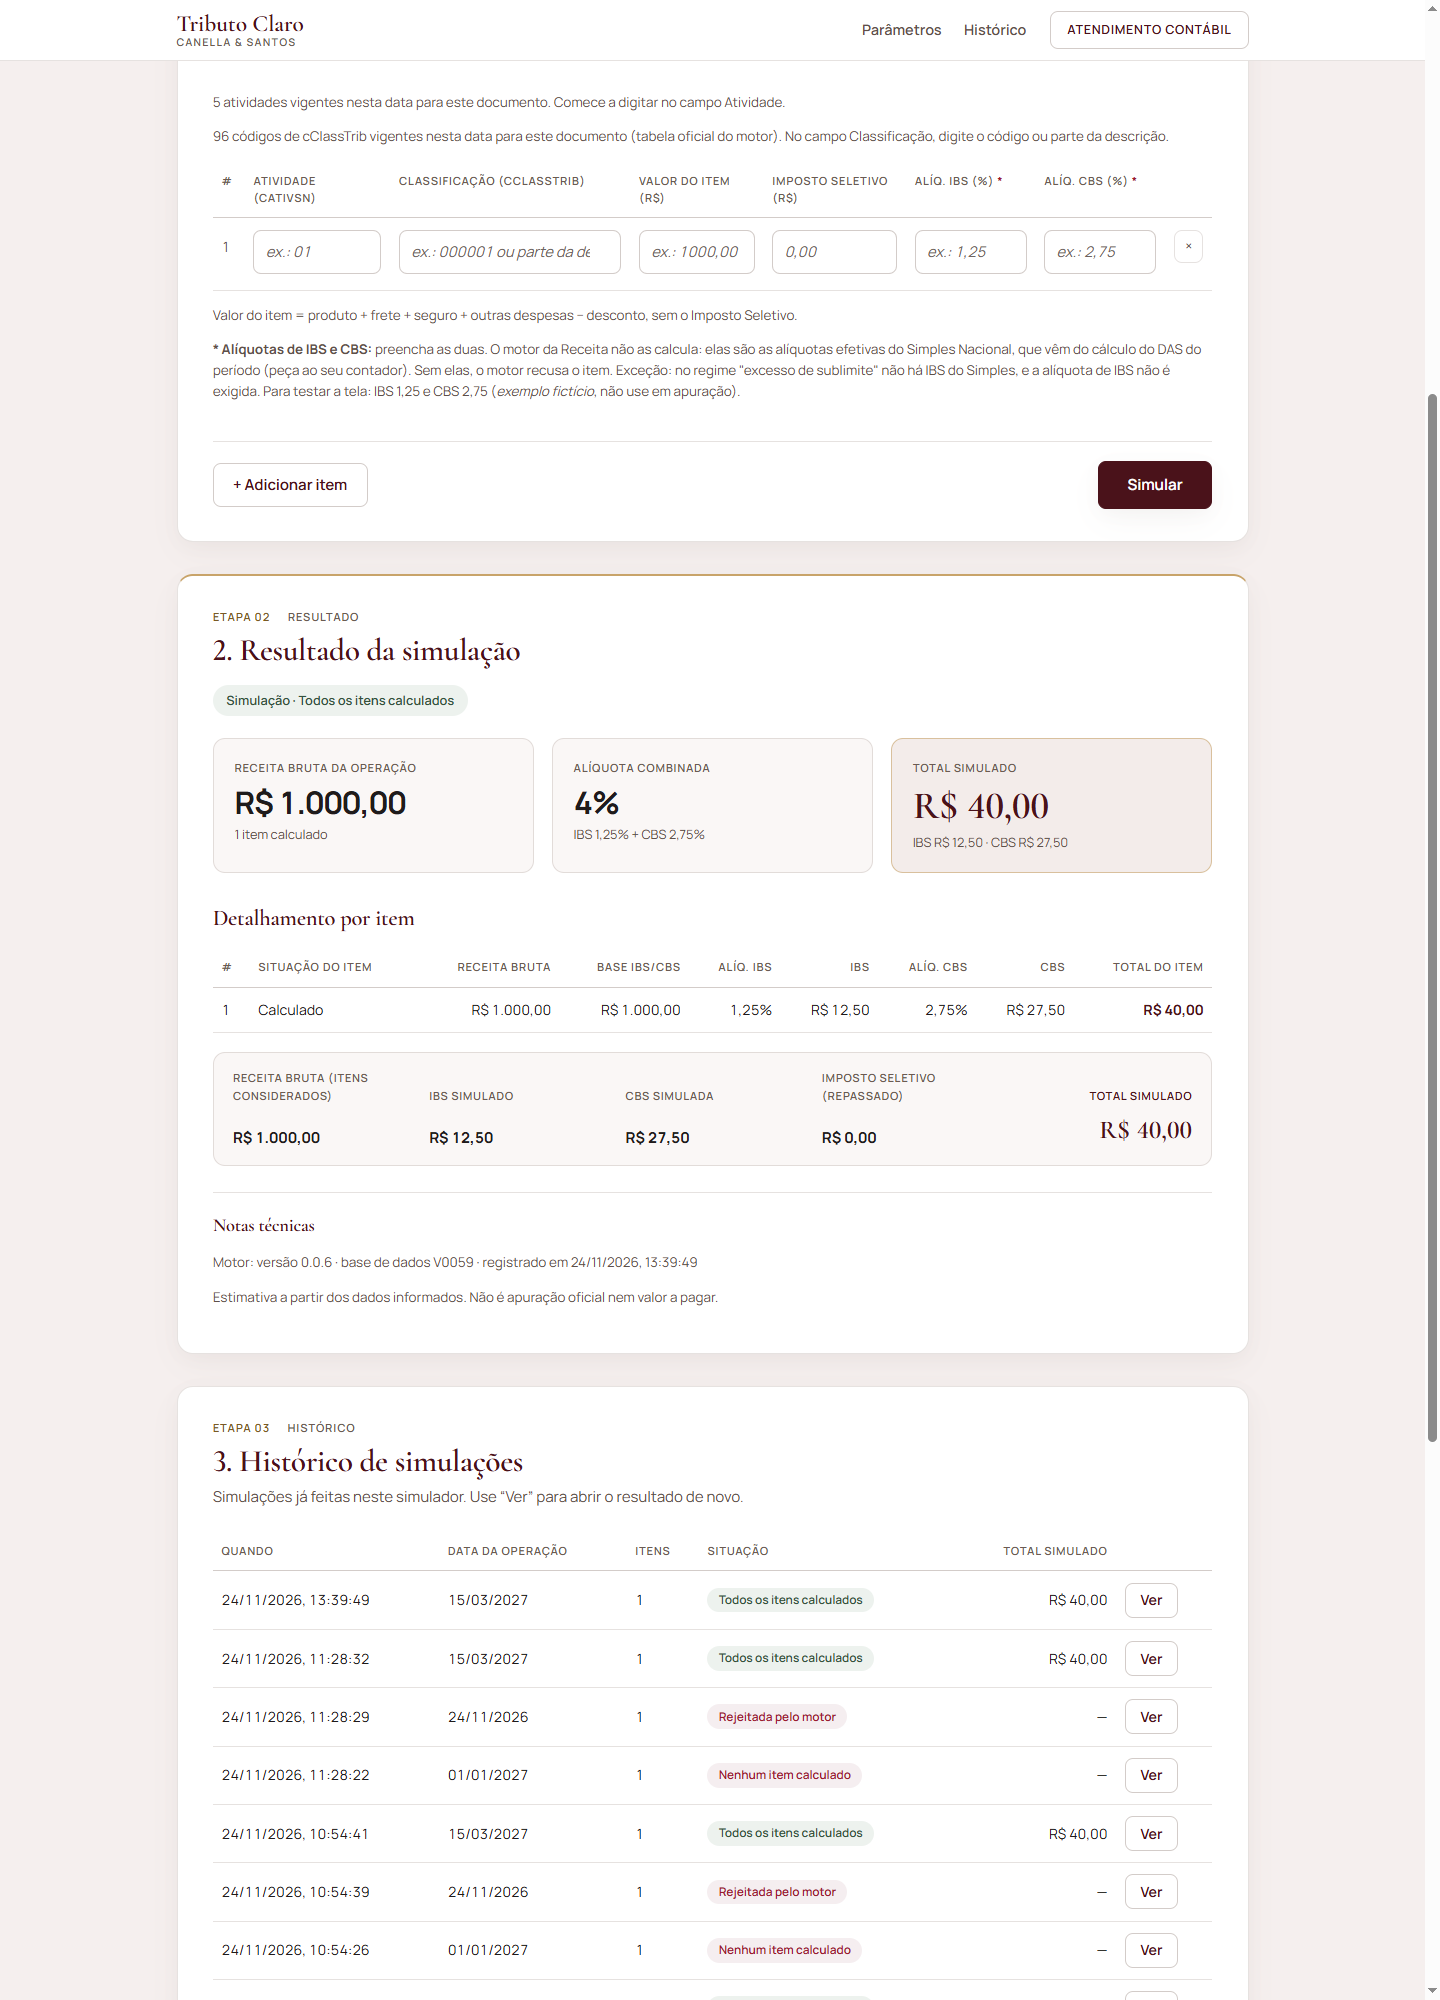 Tributo Claro
CANELLA & SANTOS
Parâmetros
Histórico
ATENDIMENTO CONTÁBIL
5 atividades vigentes nesta data para este documento. Comece a digitar no campo Atividade.
96 códigos de cClassTrib vigentes nesta data para este documento (tabela oficial do motor). No campo Classificação, digite o código ou parte da descrição.
# ATIVIDADE (CATIVSN) CLASSIFICAÇÃO (CCLASSTRIB) VALOR DO ITEM (R$) IMPOSTO SELETIVO (R$) ALÍQ. IBS (%) * ALÍQ. CBS (%) *
1 ex.: 01 ex.: 000001 ou parte da de ex.: 1000,00 0,00 ex.: 1,25 ex.: 2,75 ×
Valor do item = produto + frete + seguro + outras despesas − desconto, sem o Imposto Seletivo.
* Alíquotas de IBS e CBS: preencha as duas. O motor da Receita não as calcula: elas são as alíquotas efetivas do Simples Nacional, que vêm do cálculo do DAS do
período (peça ao seu contador). Sem elas, o motor recusa o item. Exceção: no regime "excesso de sublimite" não há IBS do Simples, e a alíquota de IBS não é
exigida. Para testar a tela: IBS 1,25 e CBS 2,75 (exemplo fictício, não use em apuração).
+ Adicionar item
Simular
ETAPA 02 RESULTADO
2. Resultado da simulação
Simulação · Todos os itens calculados
RECEITA BRUTA DA OPERAÇÃO
R$ 1.000,00
1 item calculado
ALÍQUOTA COMBINADA
4%
IBS 1,25% + CBS 2,75%
TOTAL SIMULADO
R$ 40,00
IBS R$ 12,50 · CBS R$ 27,50
Detalhamento por item
# SITUAÇÃO DO ITEM RECEITA BRUTA BASE IBS/CBS ALÍQ. IBS IBS ALÍQ. CBS CBS TOTAL DO ITEM
1 Calculado R$ 1.000,00 R$ 1.000,00 1,25% R$ 12,50 2,75% R$ 27,50 R$ 40,00
RECEITA BRUTA (ITENS CONSIDERADOS)
R$ 1.000,00
IBS SIMULADO
R$ 12,50
CBS SIMULADA
R$ 27,50
IMPOSTO SELETIVO (REPASSADO)
R$ 0,00
TOTAL SIMULADO
R$ 40,00
Notas técnicas
Motor: versão 0.0.6 · base de dados V0059 · registrado em 24/11/2026, 13:39:49
Estimativa a partir dos dados informados. Não é apuração oficial nem valor a pagar.
ETAPA 03 HISTÓRICO
3. Histórico de simulações
Simulações já feitas neste simulador. Use “Ver” para abrir o resultado de novo.
QUANDO DATA DA OPERAÇÃO ITENS SITUAÇÃO TOTAL SIMULADO
24/11/2026, 13:39:49 15/03/2027 1 Todos os itens calculados R$ 40,00 Ver
24/11/2026, 11:28:32 15/03/2027 1 Todos os itens calculados R$ 40,00 Ver
24/11/2026, 11:28:29 24/11/2026 1 Rejeitada pelo motor — Ver
24/11/2026, 11:28:22 01/01/2027 1 Nenhum item calculado — Ver
24/11/2026, 10:54:41 15/03/2027 1 Todos os itens calculados R$ 40,00 Ver
24/11/2026, 10:54:39 24/11/2026 1 Rejeitada pelo motor — Ver
24/11/2026, 10:54:26 01/01/2027 1 Nenhum item calculado — Ver